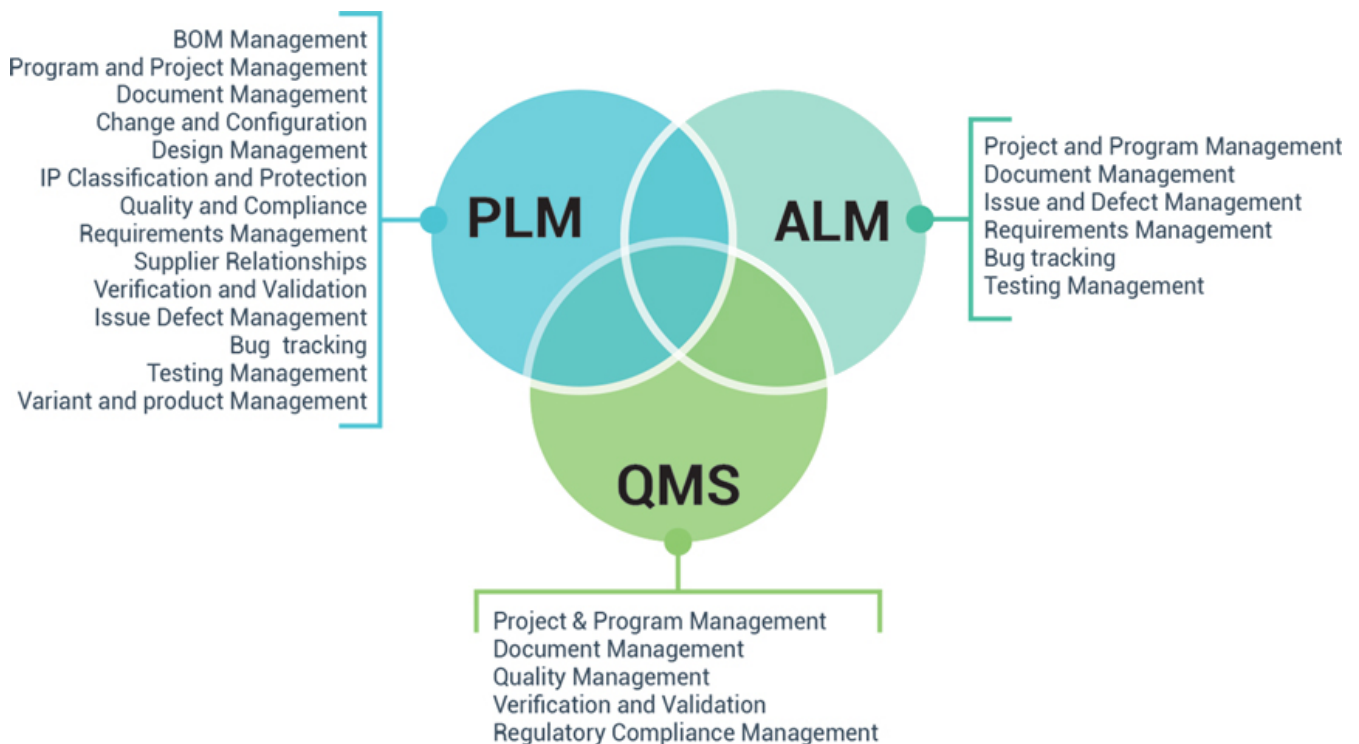 BOM Management
Program and Project Management
Document Management
Change and Configuration
Design Management
IP Classification and Protection
Quality and Compliance
Requirements Management
Supplier Relationships
Verification and Validation
Issue Defect Management
Bug tracking
Testing Management
Variant and product Management
PLM
ALM
QMS
Project and Program Management
Document Management
Issue and Defect Management
Requirements Management
Bug tracking
Testing Management
Project & Program Management
Document Management
Quality Management
Verification and Validation
Regulatory Compliance Management